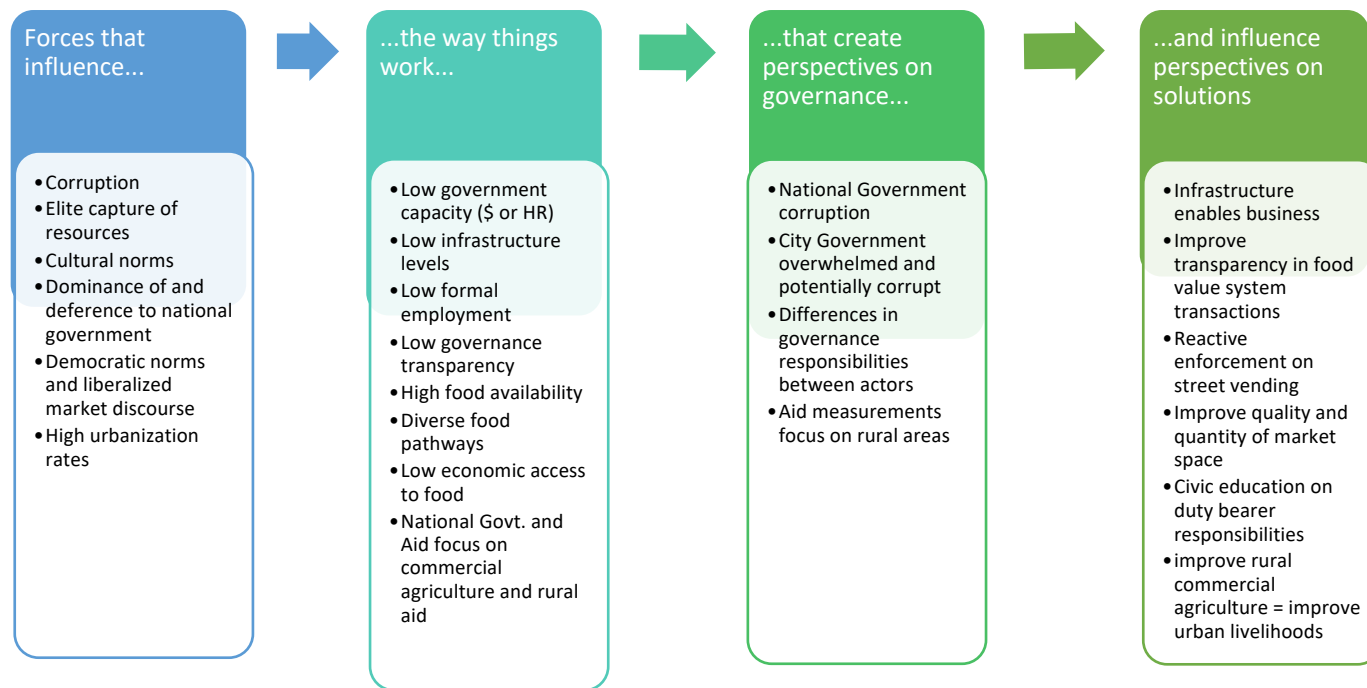 Forces that
influence...
•Corruption
•Elite capture of
resources
•Cultural norms
•Dominance of and
deference to national
government
•Democratic norms
and liberalized
market discourse
•High urbanization
rates
...the way things
work...
•Low government
capacity ($ or HR)
•Low infrastructure
levels
•Low formal
employment
•Low governance
transparency
•High food availability
•Diverse food
pathways
•Low economic access
to food
•National Govt. and
Aid focus on
commercial
agriculture and rural
aid
...that create
perspectives on
governance...
•National Government
corruption
•City Government
overwhelmed and
potentially corrupt
•Differences in
governance
responsibilities
between actors
•Aid measurements
focus on rural areas
...and influence
perspectives on
solutions
•Infrastructure
enables business
•Improve
transparency in food
value system
transactions
•Reactive
enforcement on
street vending
•Improve quality and
quantity of market
space
•Civic education on
duty bearer
responsibilities
•improve rural
commercial
agriculture = improve
urban livelihoods